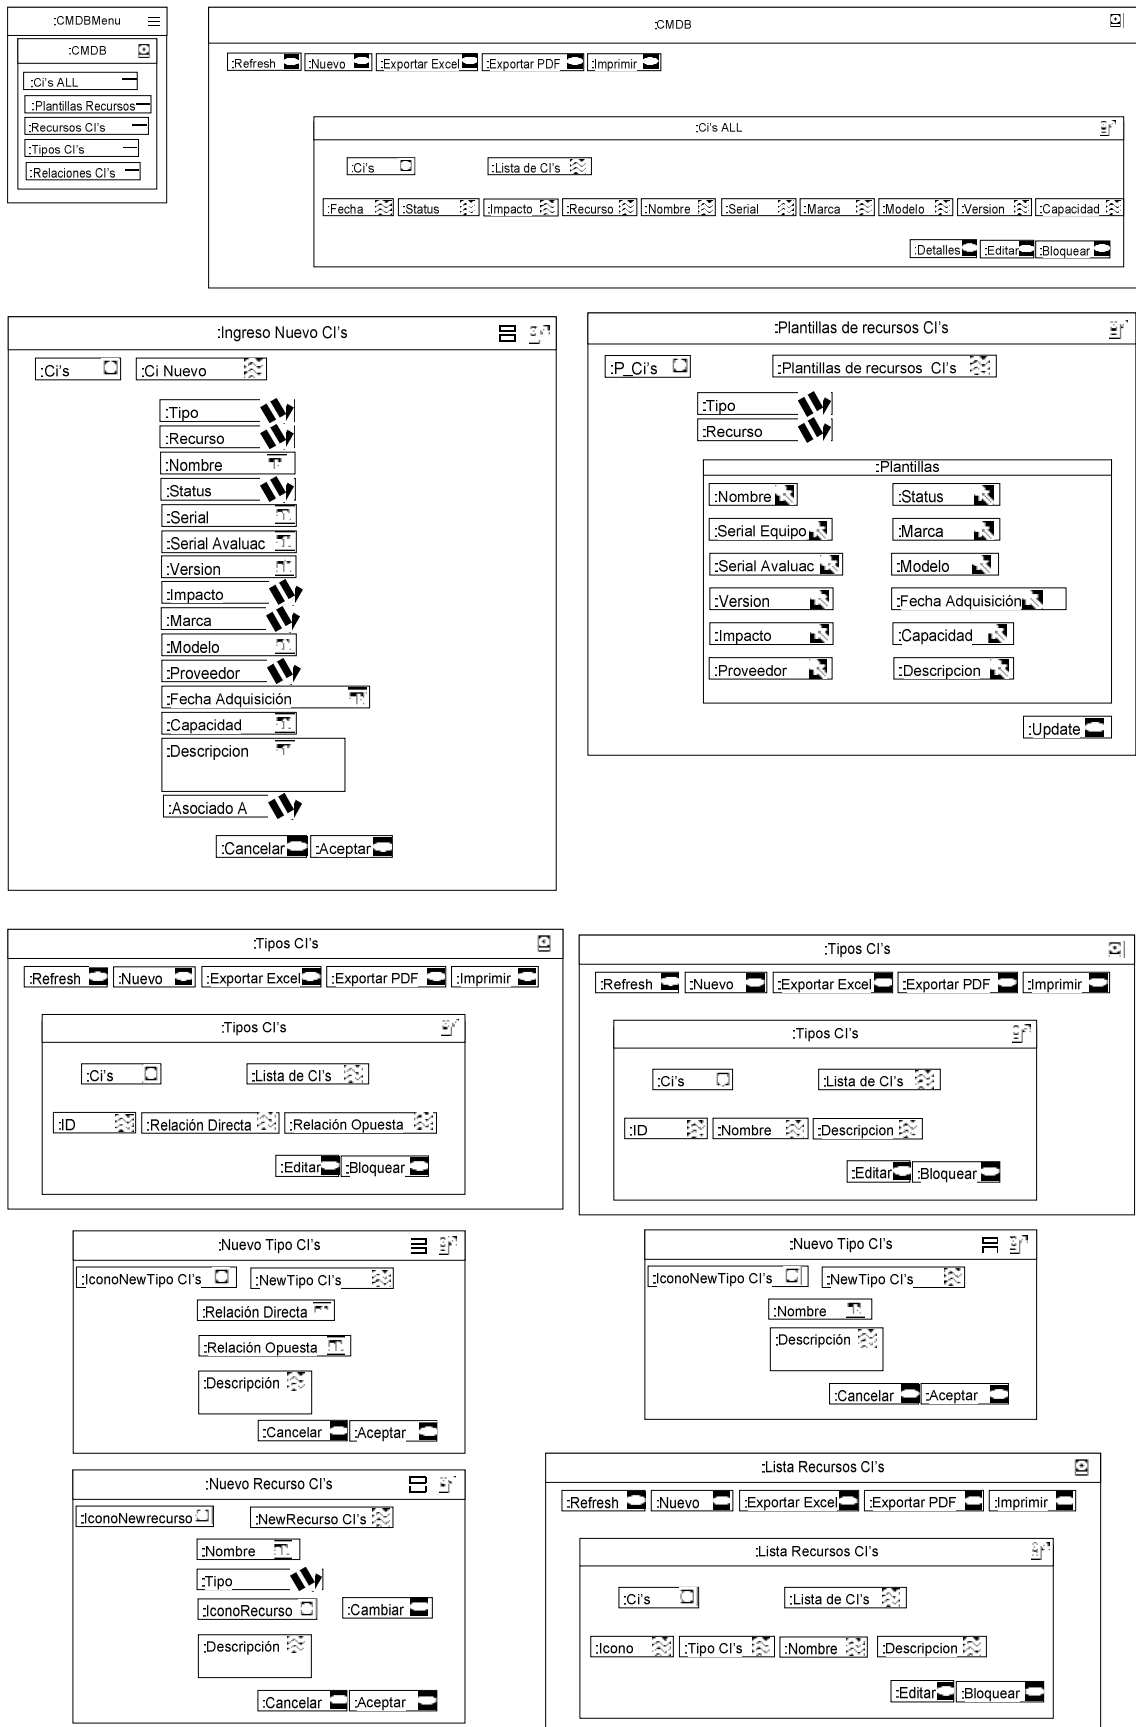 :CMDBMenu
:CMDB
:Ci's ALL
:Plantillas Recursos
:Recursos CI's
:Tipos CI's
:Relaciones CI's
:CMDB
:Refresh :Nuevo :Exportar Excel :Exportar PDF :Imprimir
:Ci's ALL
:Ci's :Lista de CI's
:Fecha :Status :Impacto :Recurso :Nombre :Serial :Marca :Modelo :Version :Capacidad
:Detalles :Editar :Bloquear
:Ingreso Nuevo CI's
:Ci's :Ci Nuevo
:Tipo
:Recurso
:Nombre
:Status
:Serial
:Serial Avaluac
:Version
:Impacto
:Marca
:Modelo
:Proveedor
:Fecha Adquisición
:Capacidad
:Descripcion
:Asociado A
:Cancelar :Aceptar
:Plantillas de recursos CI's
:P_Ci's :Plantillas de recursos CI's
:Tipo
:Recurso
:Plantillas
:Nombre :Status
:Serial Equipo :Marca
:Serial Avaluac :Modelo
:Version :Fecha Adquisición
:Impacto :Capacidad
:Proveedor :Descripcion
:Update
:Tipos CI's
:Refresh :Nuevo :Exportar Excel :Exportar PDF :Imprimir
:Tipos CI's
:Ci's :Lista de CI's
:ID :Relación Directa :Relación Opuesta
:Editar :Bloquear
:Tipos CI's
:Refresh :Nuevo :Exportar Excel :Exportar PDF :Imprimir
:Tipos CI's
:Ci's :Lista de CI's
:ID :Nombre :Descripcion
:Editar :Bloquear
:Nuevo Tipo CI's
:IconoNewTipo CI's :NewTipo CI's
:Relación Directa
:Relación Opuesta
:Descripción
:Cancelar :Aceptar
:Nuevo Tipo CI's
:IconoNewTipo CI's :NewTipo CI's
:Nombre
:Descripción
:Cancelar :Aceptar
:Nuevo Recurso CI's
:IconoNewrecurso :NewRecurso CI's
:Nombre
:Tipo
:IconoRecurso :Cambiar
:Descripción
:Cancelar :Aceptar
:Lista Recursos CI's
:Refresh :Nuevo :Exportar Excel :Exportar PDF :Imprimir
:Lista Recursos CI's
:Ci's :Lista de CI's
:Icono :Tipo CI's :Nombre :Descripcion
:Editar :Bloquear